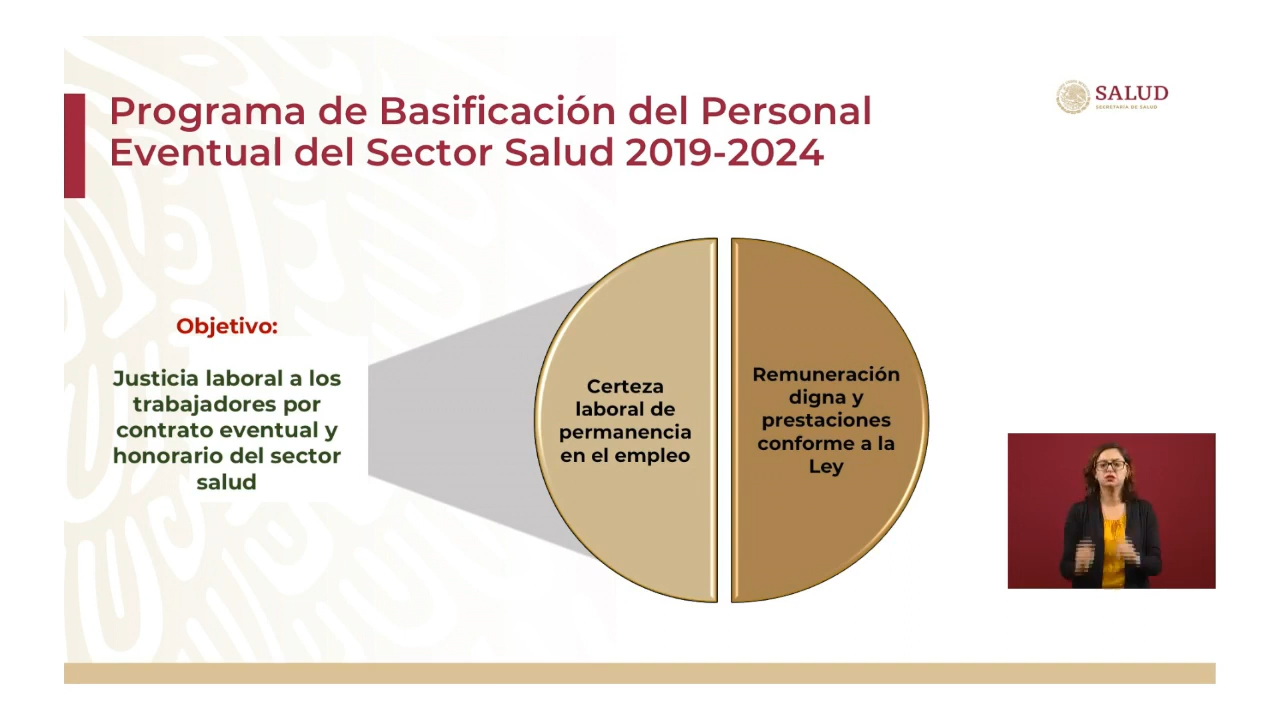 Programa de Basificación del Personal
Eventual del Sector Salud 2019-2024
SALUD
SECRETARÍA DE SALUD
Objetivo:
Justicia laboral a los
trabajadores por
contrato eventual y
honorario del sector
salud
Certeza
laboral de
permanencia
en el empleo
Remuneración
digna y
prestaciones
conforme a la
Ley